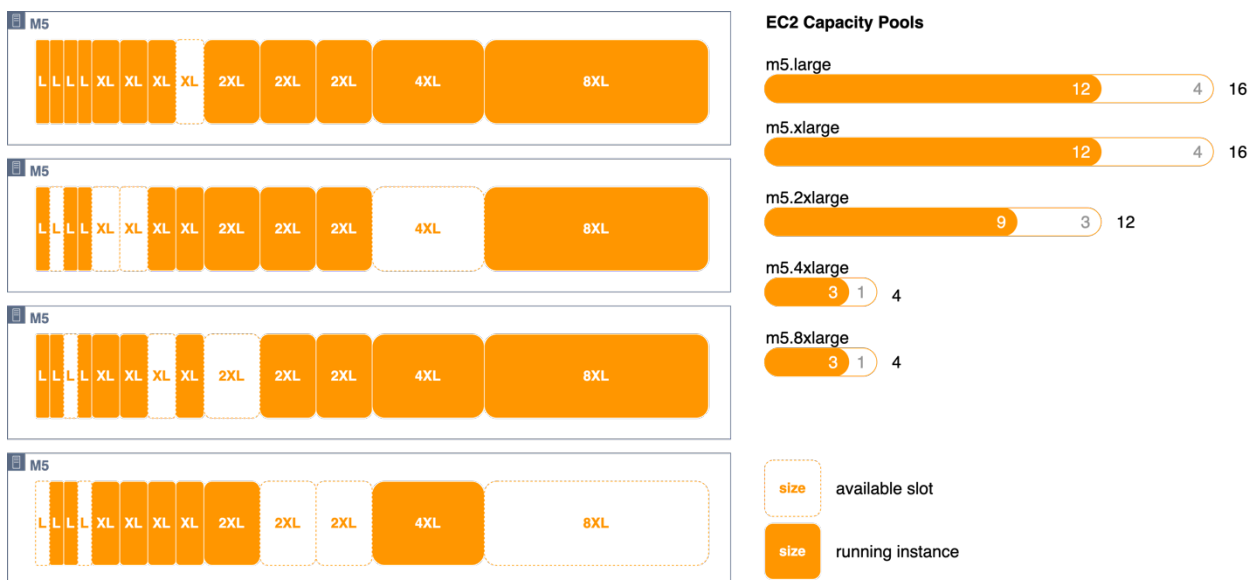 M5
L L L L XL XL XL XL 2XL 2XL 2XL 4XL 8XL
M5
L L L L XL XL XL XL 2XL 2XL 2XL 4XL 8XL
M5
L L L L XL XL XL XL 2XL 2XL 2XL 4XL 8XL
M5
L L L L XL XL XL XL 2XL 2XL 2XL 4XL 8XL
EC2 Capacity Pools
m5.large
12 4 16
m5.xlarge
12 4 16
m5.2xlarge
9 3 12
m5.4xlarge
3 1 4
m5.8xlarge
3 1 4
size available slot
size running instance